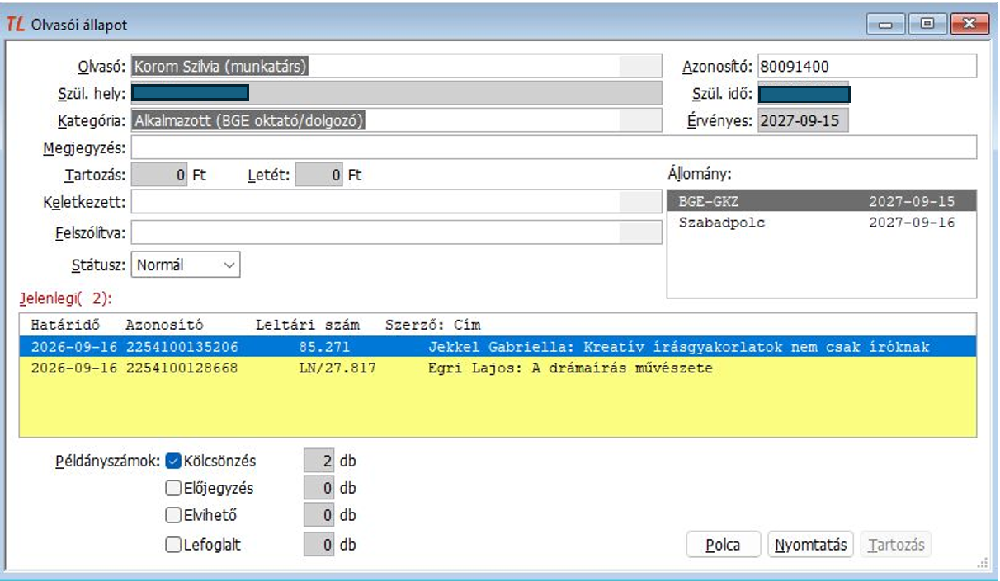 TL Olvasói állapot
Olvasó: Korom Szilvia (munkatárs) Azonosító: 80091400
Szül. hely: Szül. idő:
Kategória: Alkalmazott (BGE oktató/dolgozó) Érvényes: 2027-09-15
Megjegyzés:
Tartozás: 0 Ft Letét: 0 Ft Állomány:
Keletkezett: BGE-GKZ 2027-09-15
Felszólítva: Szabadpolc 2027-09-16
Státusz: Normál
Jelenlegi( 2):
Határidő Azonosító Leltári szám Szerző: Cím
2026-09-16 2254100135206 85.271 Jekkel Gabriella: Kreatív írásgyakorlatok nem csak íróknak
2026-09-16 2254100128668 LN/27.817 Egri Lajos: A drámaírás művészete
Példányszámok: Kölcsönzés 2 db
Előjegyzés 0 db
Elvihető 0 db
Lefoglalt 0 db
Polca Nyomtatás Tartozás